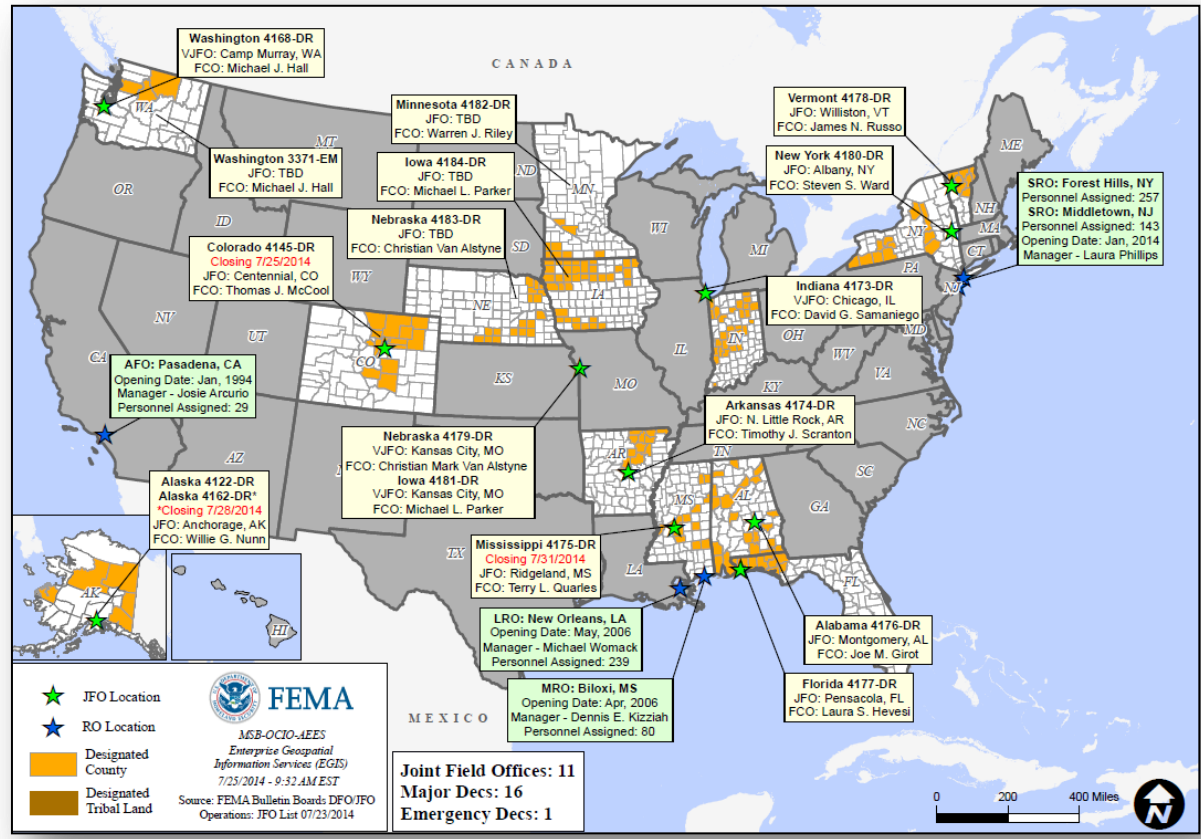 Washington 4168-DR
VJFO: Camp Murray, WA
FCO: Michael J. Hall
CANADA
Minnesota 4182-DR
JFO: TBD
FCO: Warren J. Riley
Vermont 4178-DR
JFO: Williston, VT
FCO: James N. Russo
WA
MT
ND
MN
ME
Washington 3371-EM
JFO: TBD
FCO: Michael J. Hall
Iowa 4184-DR
JFO: TBD
FCO: Michael L. Parker
New York 4180-DR
JFO: Albany, NY
FCO: Steven S. Ward
SRO: Forest Hills, NY
Personnel Assigned: 257
SRO: Middletown, NJ
Personnel Assigned: 143
Opening Date: Jan, 2014
Manager - Laura Phillips
OR
ID
SD
WI
MI
NY
NH
MA
CT
Nebraska 4183-DR
JFO: TBD
FCO: Christian Van Alstyne
Colorado 4145-DR
Closing 7/25/2014
JFO: Centennial, CO
FCO: Thomas J. McCool
WY
NE
IA
PA
NJ
Indiana 4173-DR
VJFO: Chicago, IL
FCO: David G. Samaniego
NV
UT
CO
CA
IL
IN
OH
MD
WV
VA
AFO: Pasadena, CA
Opening Date: Jan, 1994
Manager - Josie Arcurio
Personnel Assigned: 29
KS
MO
KY
NC
Arkansas 4174-DR
JFO: N. Little Rock, AR
FCO: Timothy J. Scranton
Nebraska 4179-DR
VJFO: Kansas City, MO
FCO: Christian Mark Van Alstyne
Iowa 4181-DR
VJFO: Kansas City, MO
FCO: Michael L. Parker
AZ
AR
TN
SC
Alaska 4122-DR
Alaska 4162-DR*
*Closing 7/28/2014
JFO: Anchorage, AK
FCO: Willie G. Nunn
MS
AL
GA
Mississippi 4175-DR
Closing 7/31/2014
JFO: Ridgeland, MS
FCO: Terry L. Quarles
TX
LA
FL
AK
HI
LRO: New Orleans, LA
Opening Date: May, 2006
Manager - Michael Womack
Personnel Assigned: 239
Alabama 4176-DR
JFO: Montgomery, AL
FCO: Joe M. Girot
MRO: Biloxi, MS
Opening Date: Apr, 2006
Manager - Dennis E. Kizziah
Personnel Assigned: 80
Florida 4177-DR
JFO: Pensacola, FL
FCO: Laura S. Hevesi
MEXICO
JFO Location
RO Location
Designated
County
Designated
Tribal Land
FEMA
MSB-OCIO-AEES
Enterprise Geospatial
Information Services (EGIS)
7/25/2014 - 9:32 AM EST
Source: FEMA Bulletin Boards DFO/JFO
Operations: JFO List 07/23/2014
Joint Field Offices: 11
Major Decs: 16
Emergency Decs: 1
0 200 400 Miles
N